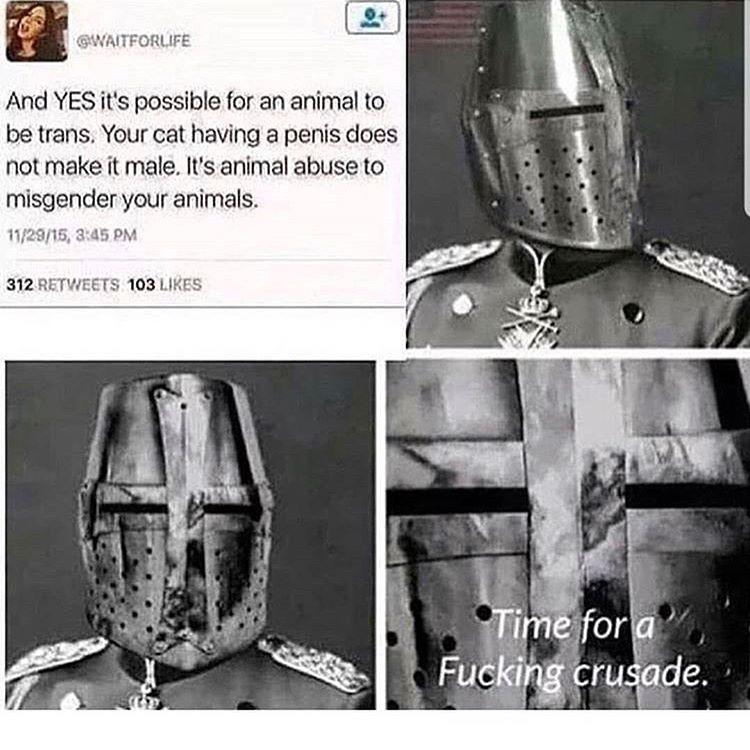 @WAITFORLIFE
And YES it's possible for an animal to
be trans. Your cat having a penis does
not make it male. It's animal abuse to
misgender your animals.
11/29/15, 3:45 PM
312 RETWEETS 103 LIKES
Time for a
Fucking crusade.